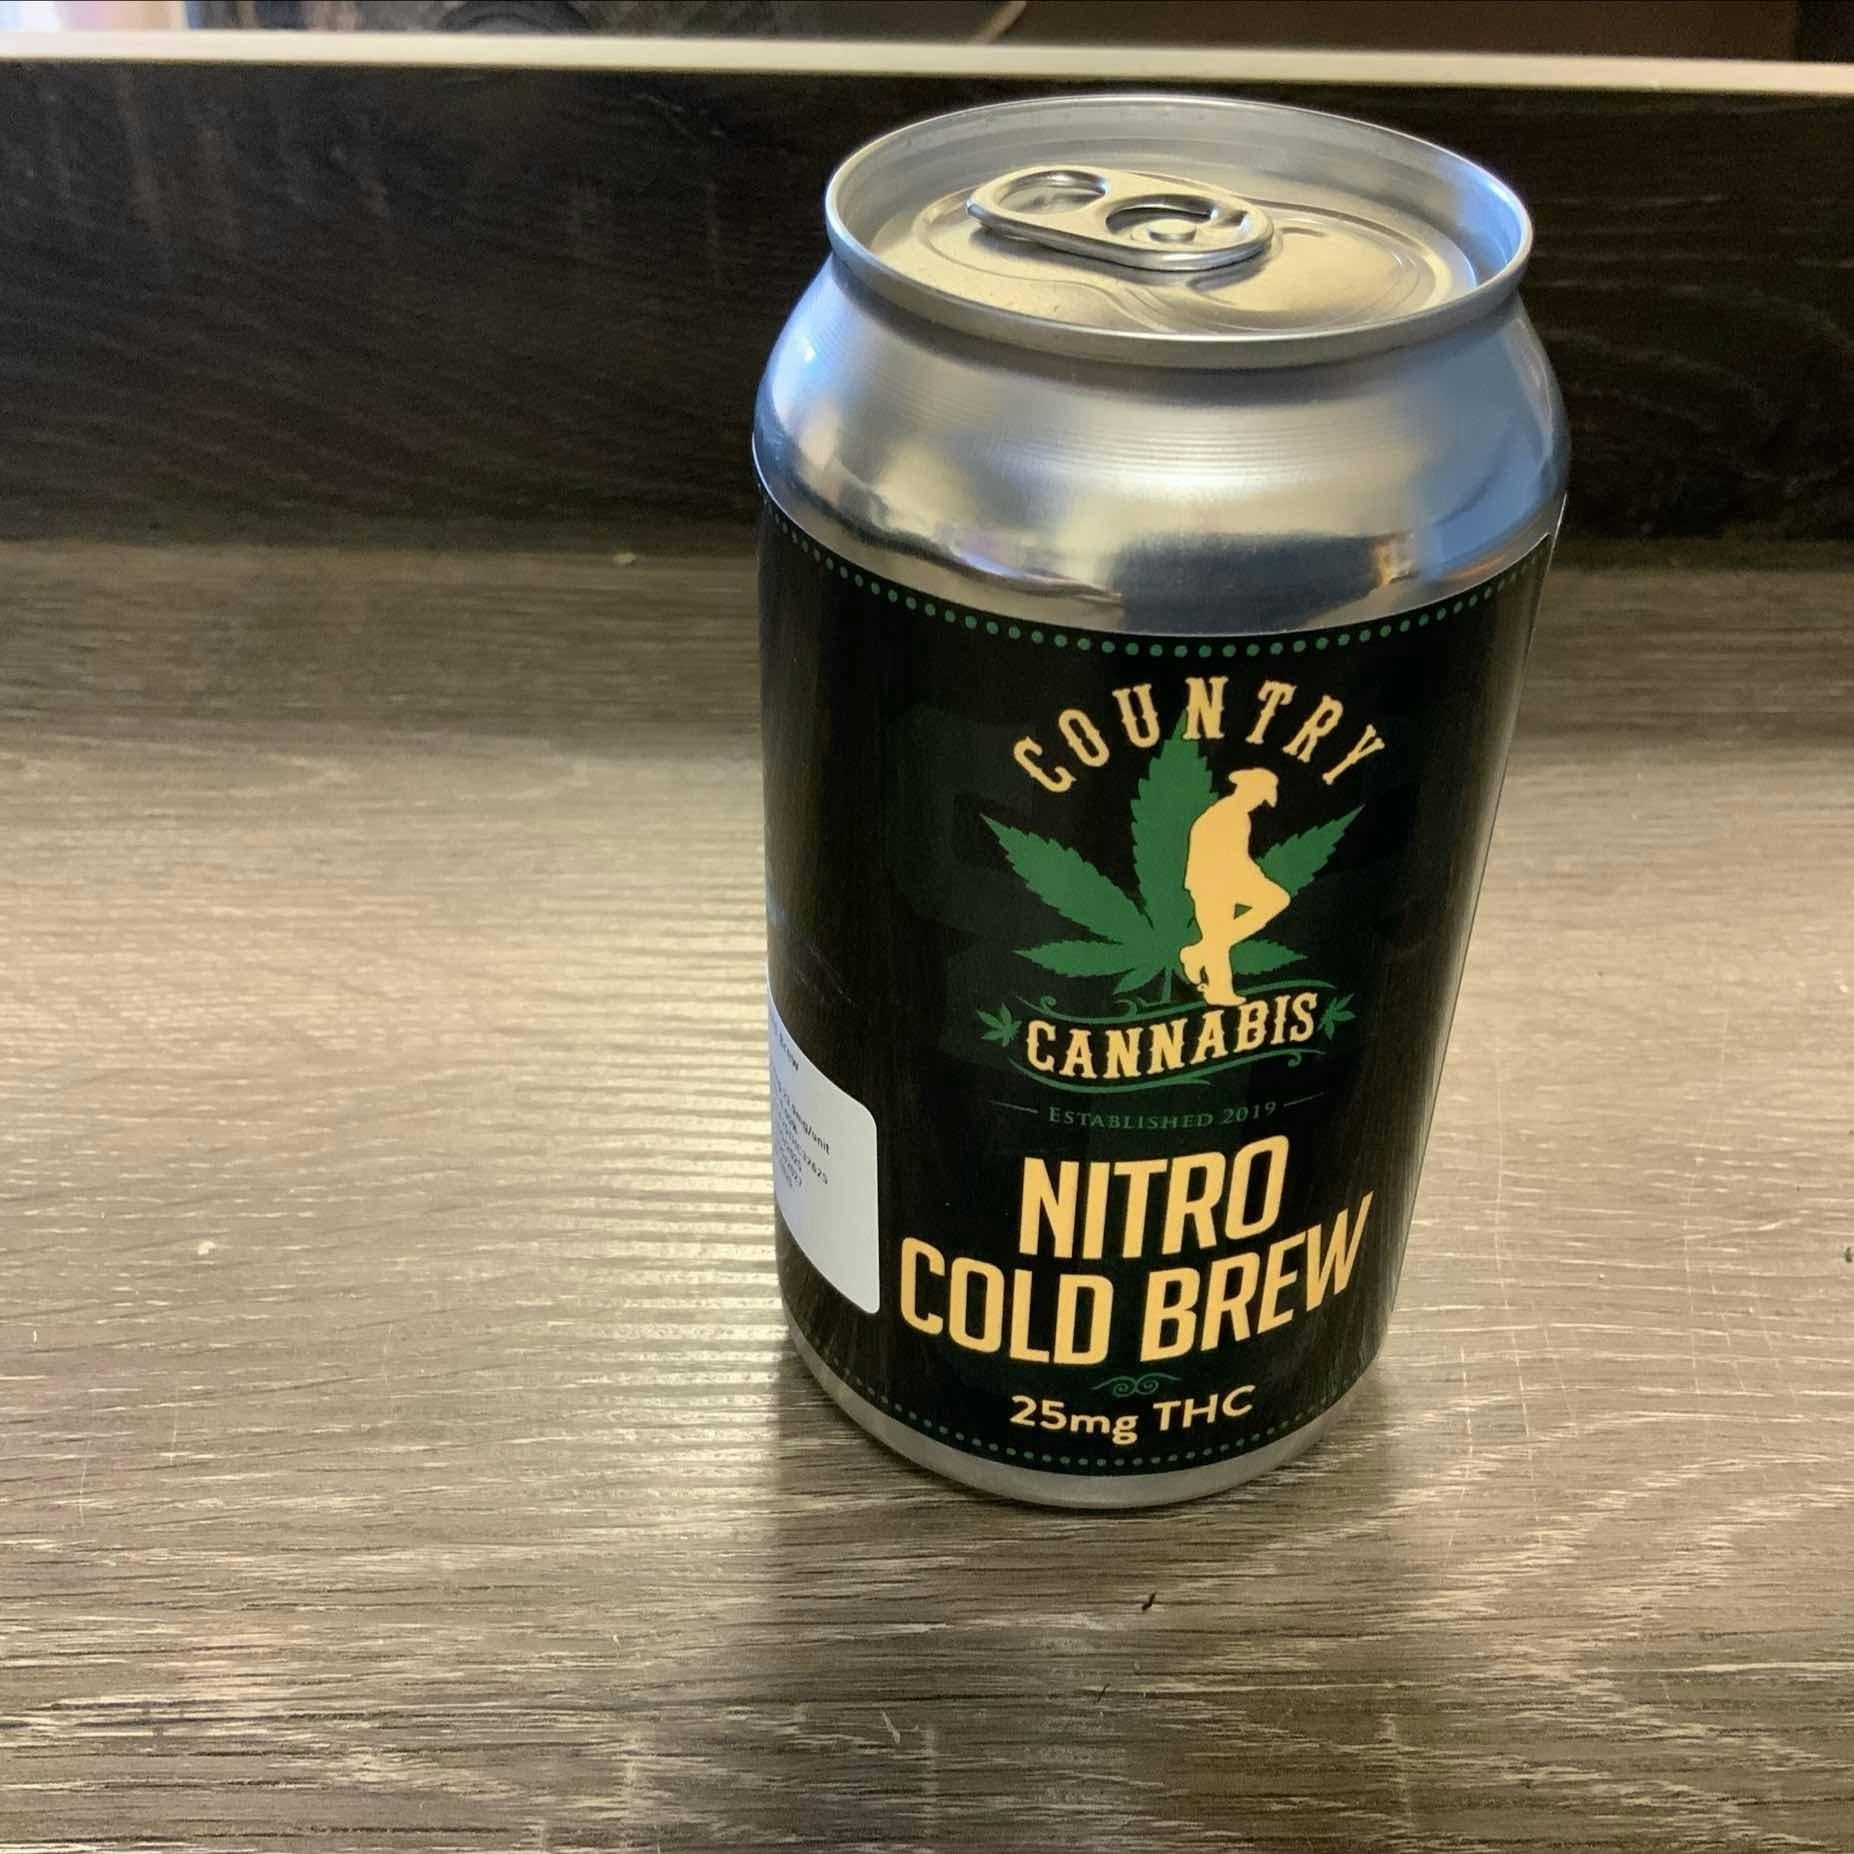 COUNTRY
CANNABIS
ESTABLISHED 2019
NITRO
COLD BREW
25mg THC